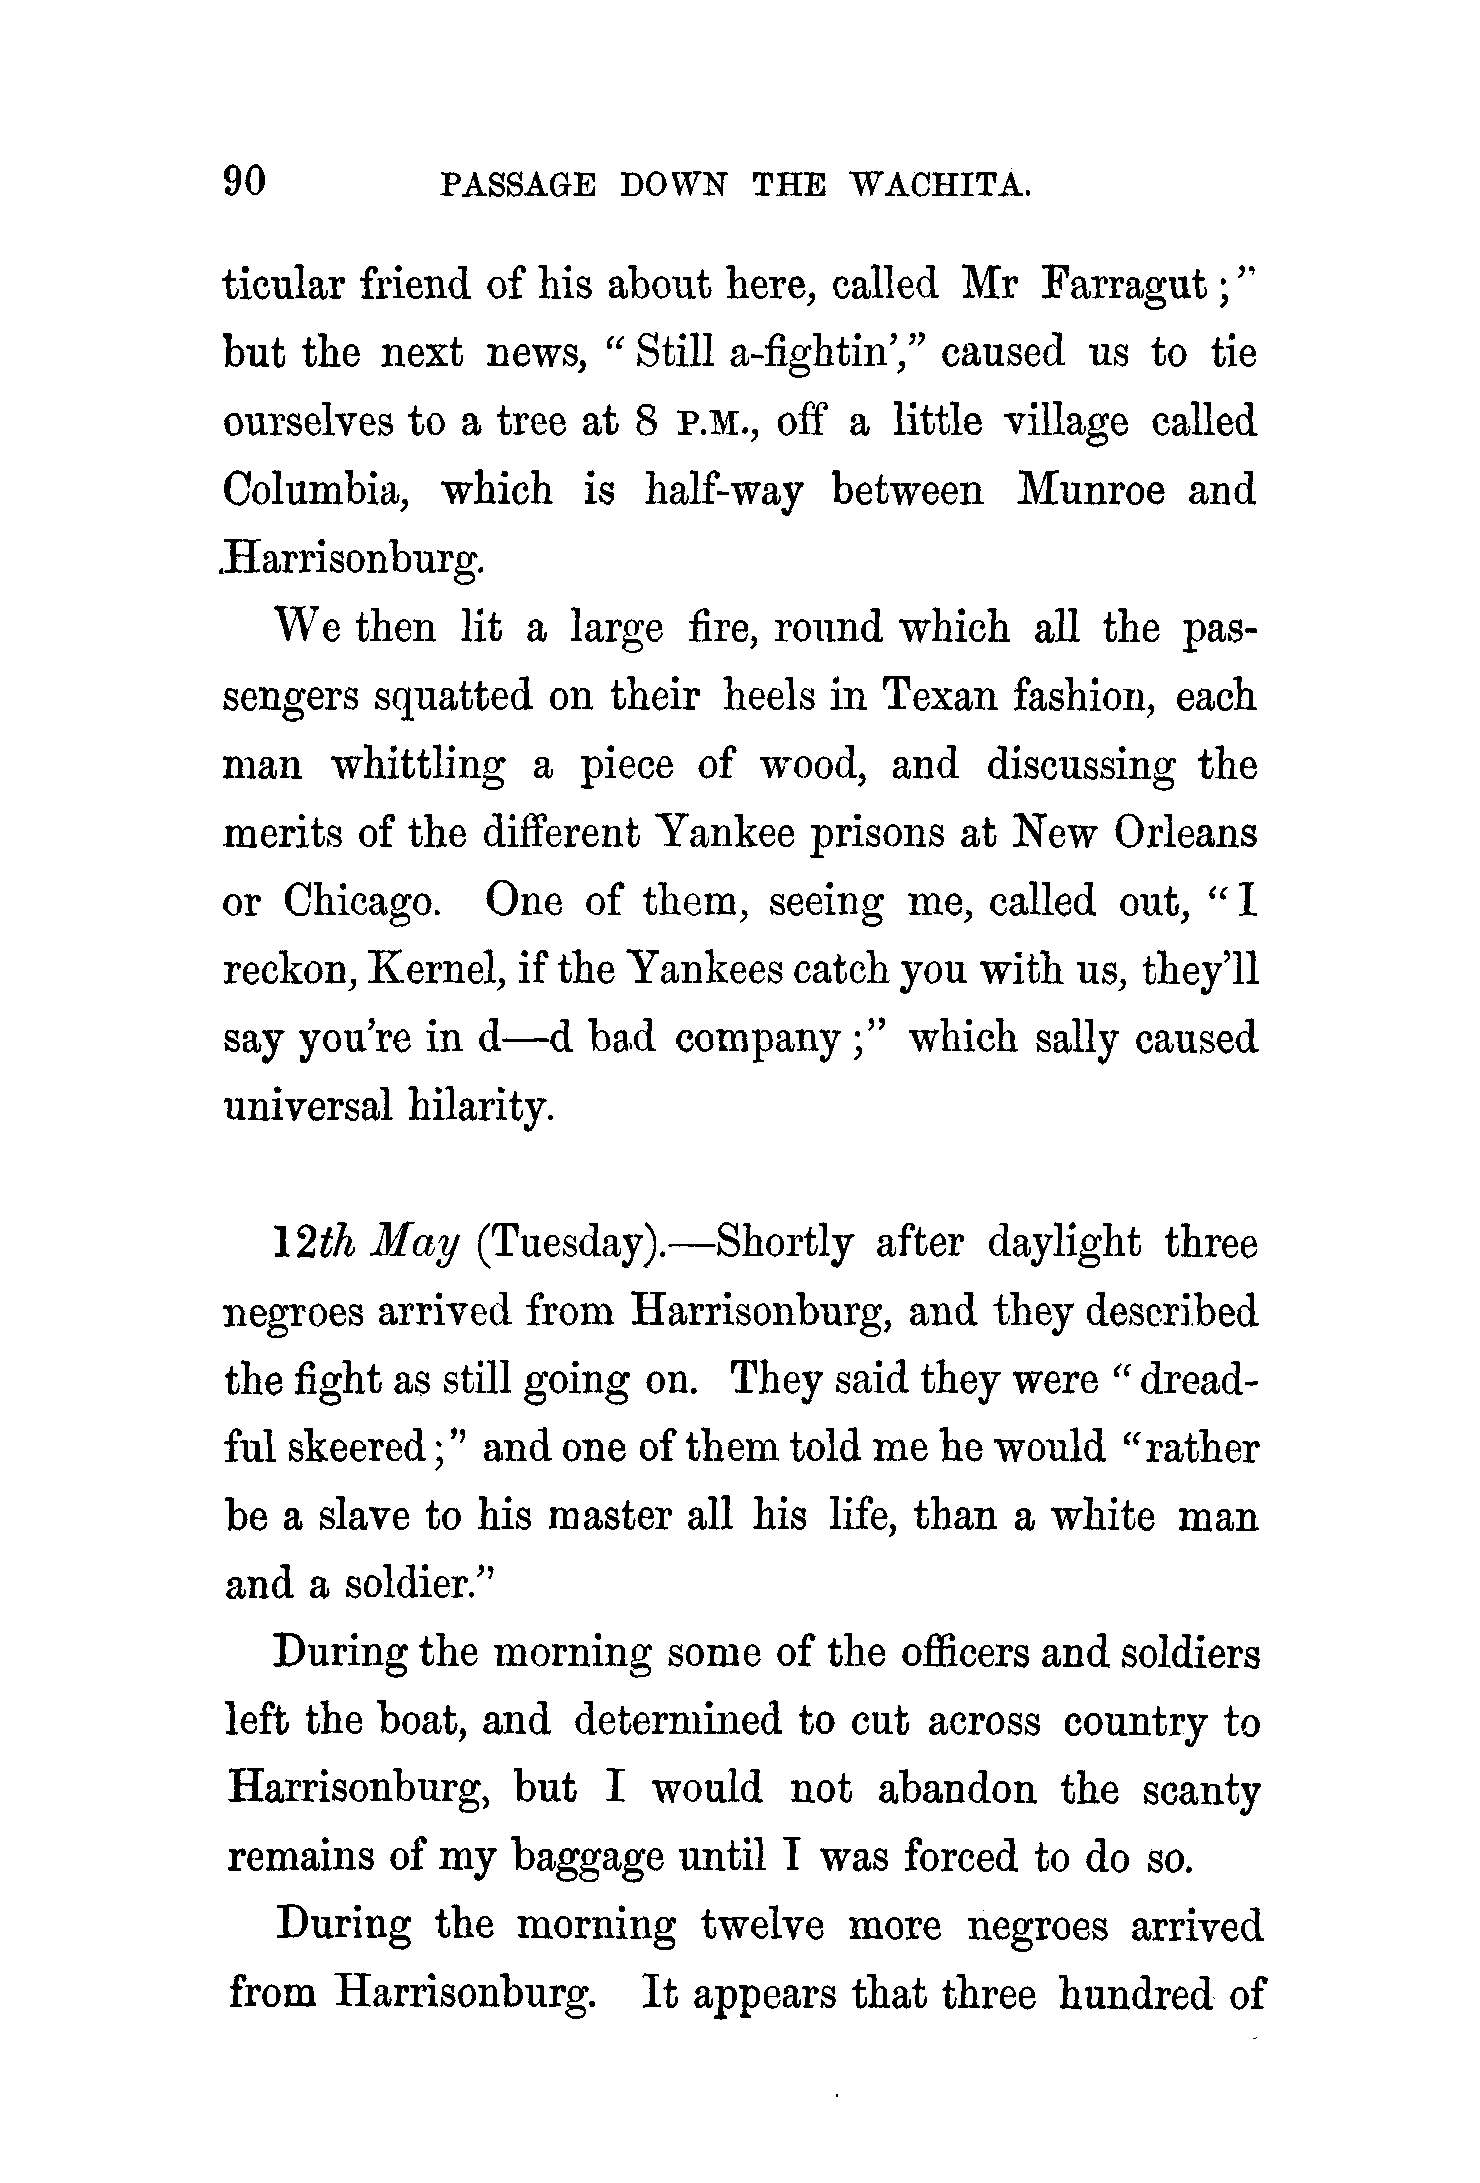 90 PASSAGE DOWN THE WACHITA.
ticular friend of his about here, called Mr Farragut;"
but the next news, "Still a-fightin'," caused us to tie
ourselves to a tree at 8 P.M., off a little village called
Columbia, which is half-way between Munroe and
Harrisonburg.
We then lit a large fire, round which all the pas-
sengers squatted on their heels in Texan fashion, each
man whittling a piece of wood, and discussing the
merits of the different Yankee prisons at New Orleans
or Chicago. One of them, seeing me, called out, "I
reckon, Kernel, if the Yankees catch you with us, they'll
say you're in d—d bad company;" which sally caused
universal hilarity.
12th May (Tuesday).—Shortly after daylight three
negroes arrived from Harrisonburg, and they described
the fight as still going on. They said they were "dread-
ful skeered;" and one of them told me he would "rather
be a slave to his master all his life, than a white man
and a soldier."
During the morning some of the officers and soldiers
left the boat, and determined to cut across country to
Harrisonburg, but I would not abandon the scanty
remains of my baggage until I was forced to do so.
During the morning twelve more negroes arrived
from Harrisonburg. It appears that three hundred of